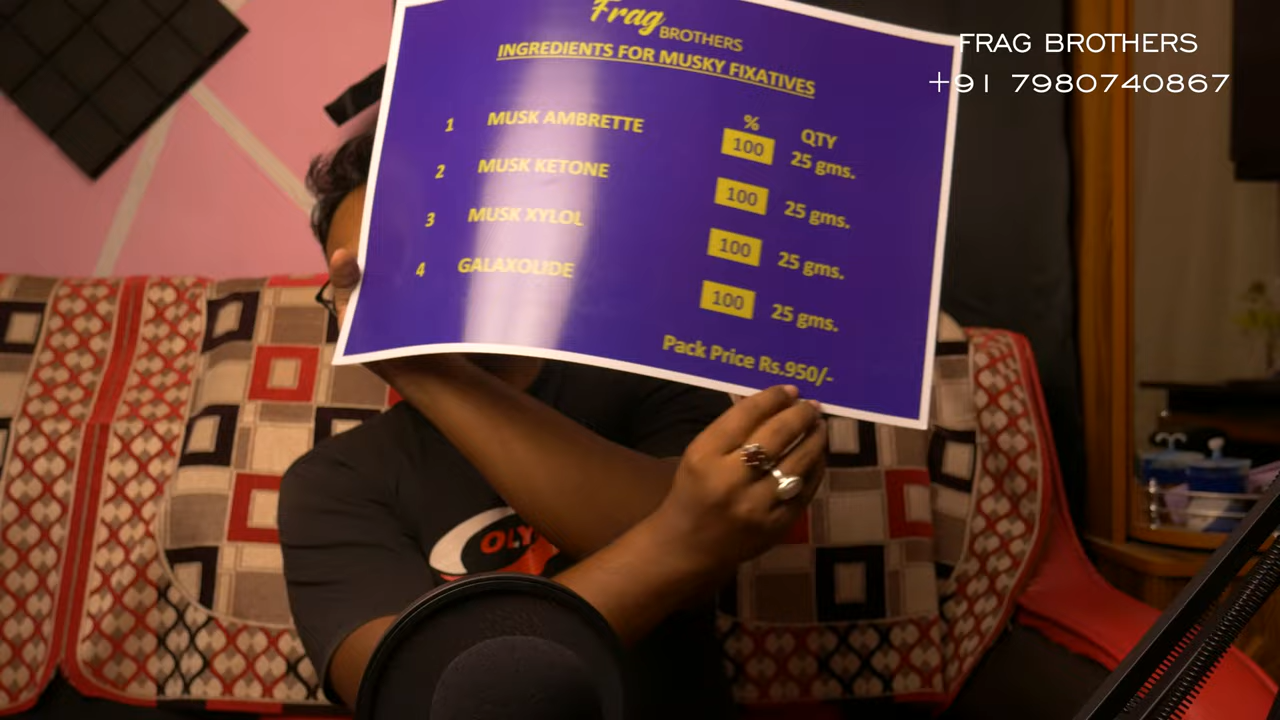 Frag BROTHERS
INGREDIENTS FOR MUSKY FIXATIVES
% QTY
1 MUSK AMBRETTE 100 25 gms.
2 MUSK KETONE 100 25 gms.
3 MUSK XYLOL 100 25 gms.
4 GALAXOLIDE 100 25 gms.
Pack Price Rs.950/-
FRAG BROTHERS
+91 7980740867